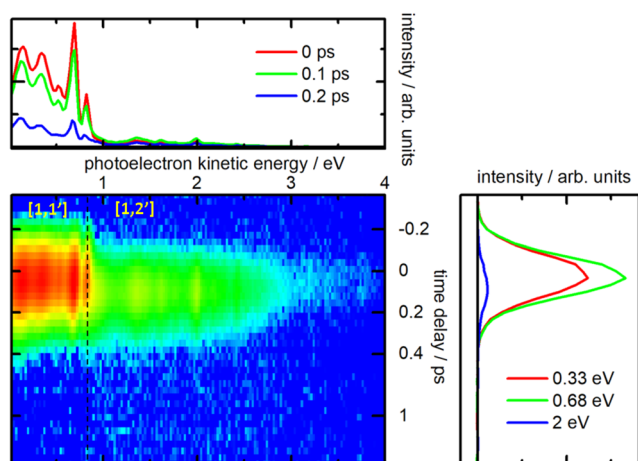 0 ps
0.1 ps
0.2 ps
intensity / arb. units
photoelectron kinetic energy / eV
1
2
3
4
[1,1']
[1,2']
-0.2
0
0.2
0.4
1
time delay / ps
intensity / arb. units
0.33 eV
0.68 eV
2 eV